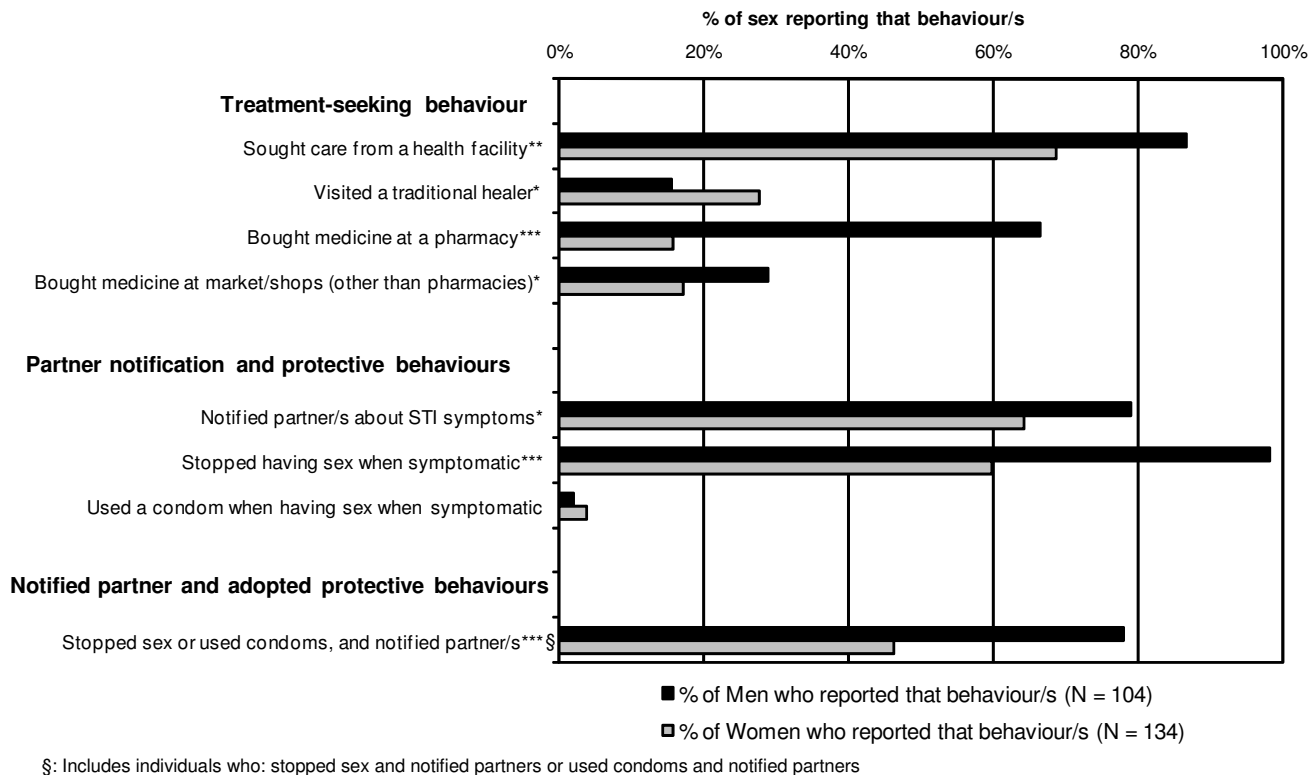 % of sex reporting that behaviour/s
0% 20% 40% 60% 80% 100%
Treatment-seeking behaviour
Sought care from a health facility**
Visited a traditional healer*
Bought medicine at a pharmacy***
Bought medicine at market/shops (other than pharmacies)*
Partner notification and protective behaviours
Notified partner/s about STI symptoms*
Stopped having sex when symptomatic***
Used a condom when having sex when symptomatic
Notified partner and adopted protective behaviours
Stopped sex or used condoms, and notified partner/s***§
% of Men who reported that behaviour/s (N = 104)
% of Women who reported that behaviour/s (N = 134)
§: Includes individuals who: stopped sex and notified partners or used condoms and notified partners